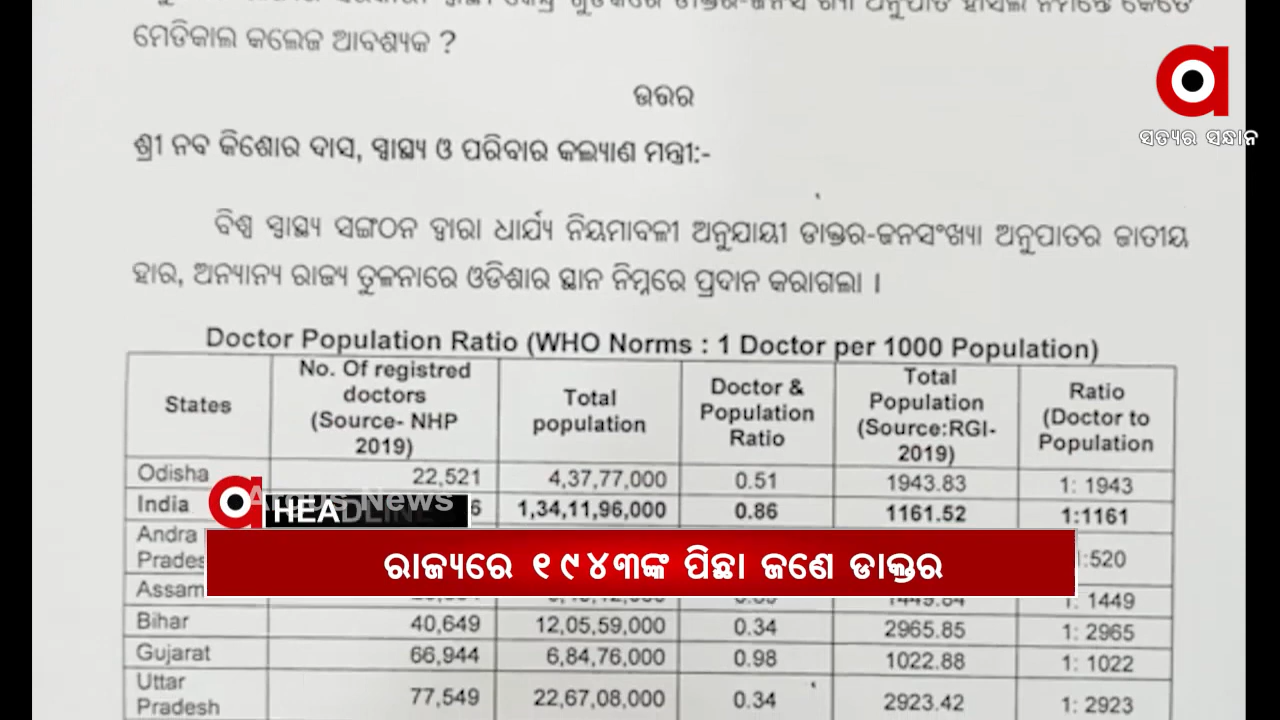 ମେଡିକାଲ କଲେଜ ଆବଶ୍ୟକ ?
ଉତ୍ତର
ଶ୍ରୀ ନବ କିଶୋର ଦାସ, ସ୍ୱାସ୍ଥ୍ୟ ଓ ପରିବାର କଲ୍ୟାଣ ମନ୍ତ୍ରୀ:-
ବିଶ୍ୱ ସ୍ୱାସ୍ଥ୍ୟ ସଙ୍ଗଠନ ଦ୍ୱାରା ଧାର୍ଯ୍ୟ ନିୟମାବଳୀ ଅନୁଯାୟୀ ଡାକ୍ତର-ଜନସଂଖ୍ୟା ଅନୁପାତର ଜାତୀୟ
ହାର, ଅନ୍ୟାନ୍ୟ ରାଜ୍ୟ ତୁଳନାରେ ଓଡିଶାର ସ୍ଥାନ ନିମ୍ନରେ ପ୍ରଦାନ କରାଗଲା ।
Doctor Population Ratio (WHO Norms : 1 Doctor per 1000 Population)
States No. Of registred doctors (Source- NHP 2019) Total population Doctor & Population Ratio Total Population (Source:RGI-2019) Ratio (Doctor to Population
Odisha 22,521 4,37,77,000 0.51 1943.83 1: 1943
India 6 1,34,11,96,000 0.86 1161.52 1:1161
Andra :520
Assam 1449.84 1: 1449
Bihar 40,649 12,05,59,000 0.34 2965.85 1: 2965
Gujarat 66,944 6,84,76,000 0.98 1022.88 1: 1022
Uttar Pradesh 77,549 22,67,08,000 0.34 2923.42 1: 2923
ସତ୍ୟର ସନ୍ଧାନ
Argus News
HEADLINE
ରାଜ୍ୟରେ ୧୯୪୩ଙ୍କ ପିଛା ଜଣେ ଡାକ୍ତର